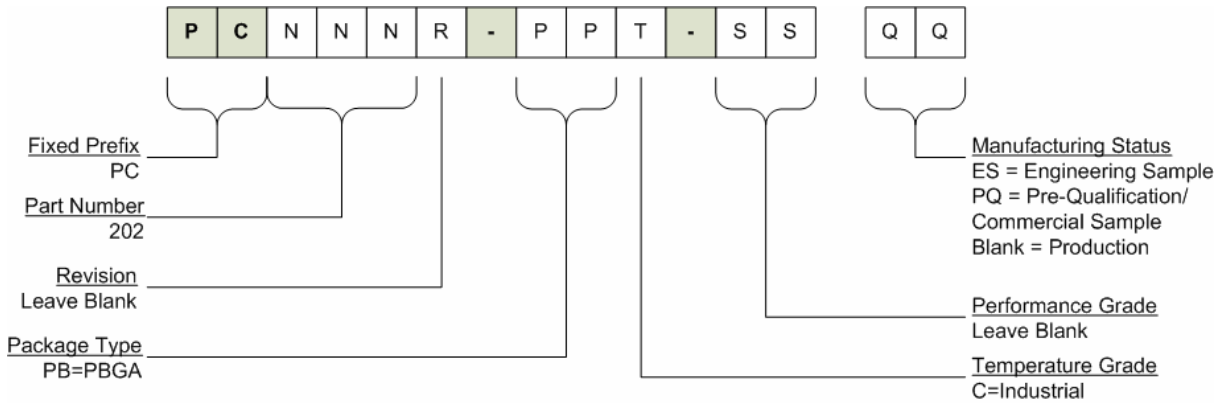 P C N N N R - P P T - S S Q Q
Fixed Prefix
PC
Part Number
202
Revision
Leave Blank
Package Type
PB=PBGA
Manufacturing Status
ES = Engineering Sample
PQ = Pre-Qualification/
Commercial Sample
Blank = Production
Performance Grade
Leave Blank
Temperature Grade
C=Industrial